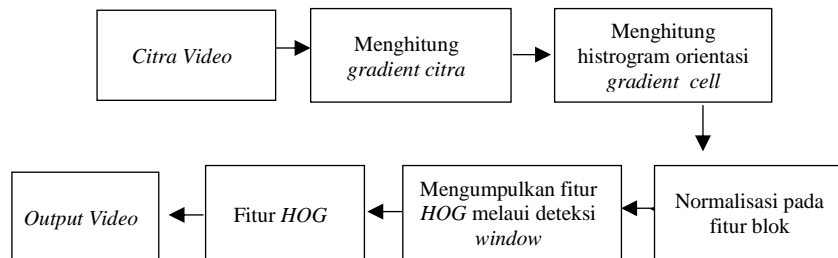 Citra Video
Menghitung
gradient citra
Menghitung
histrogram orientasi
gradient cell
Normalisasi pada
fitur blok
Mengumpulkan fitur
HOG melaui deteksi
window
Fitur HOG
Output Video